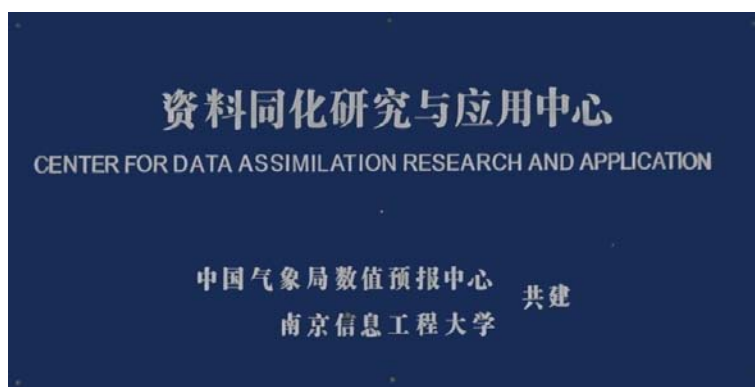 资料同化研究与应用中心
CENTER FOR DATA ASSIMILATION RESEARCH AND APPLICATION
中国气象局数值预报中心
共建
南京信息工程大学